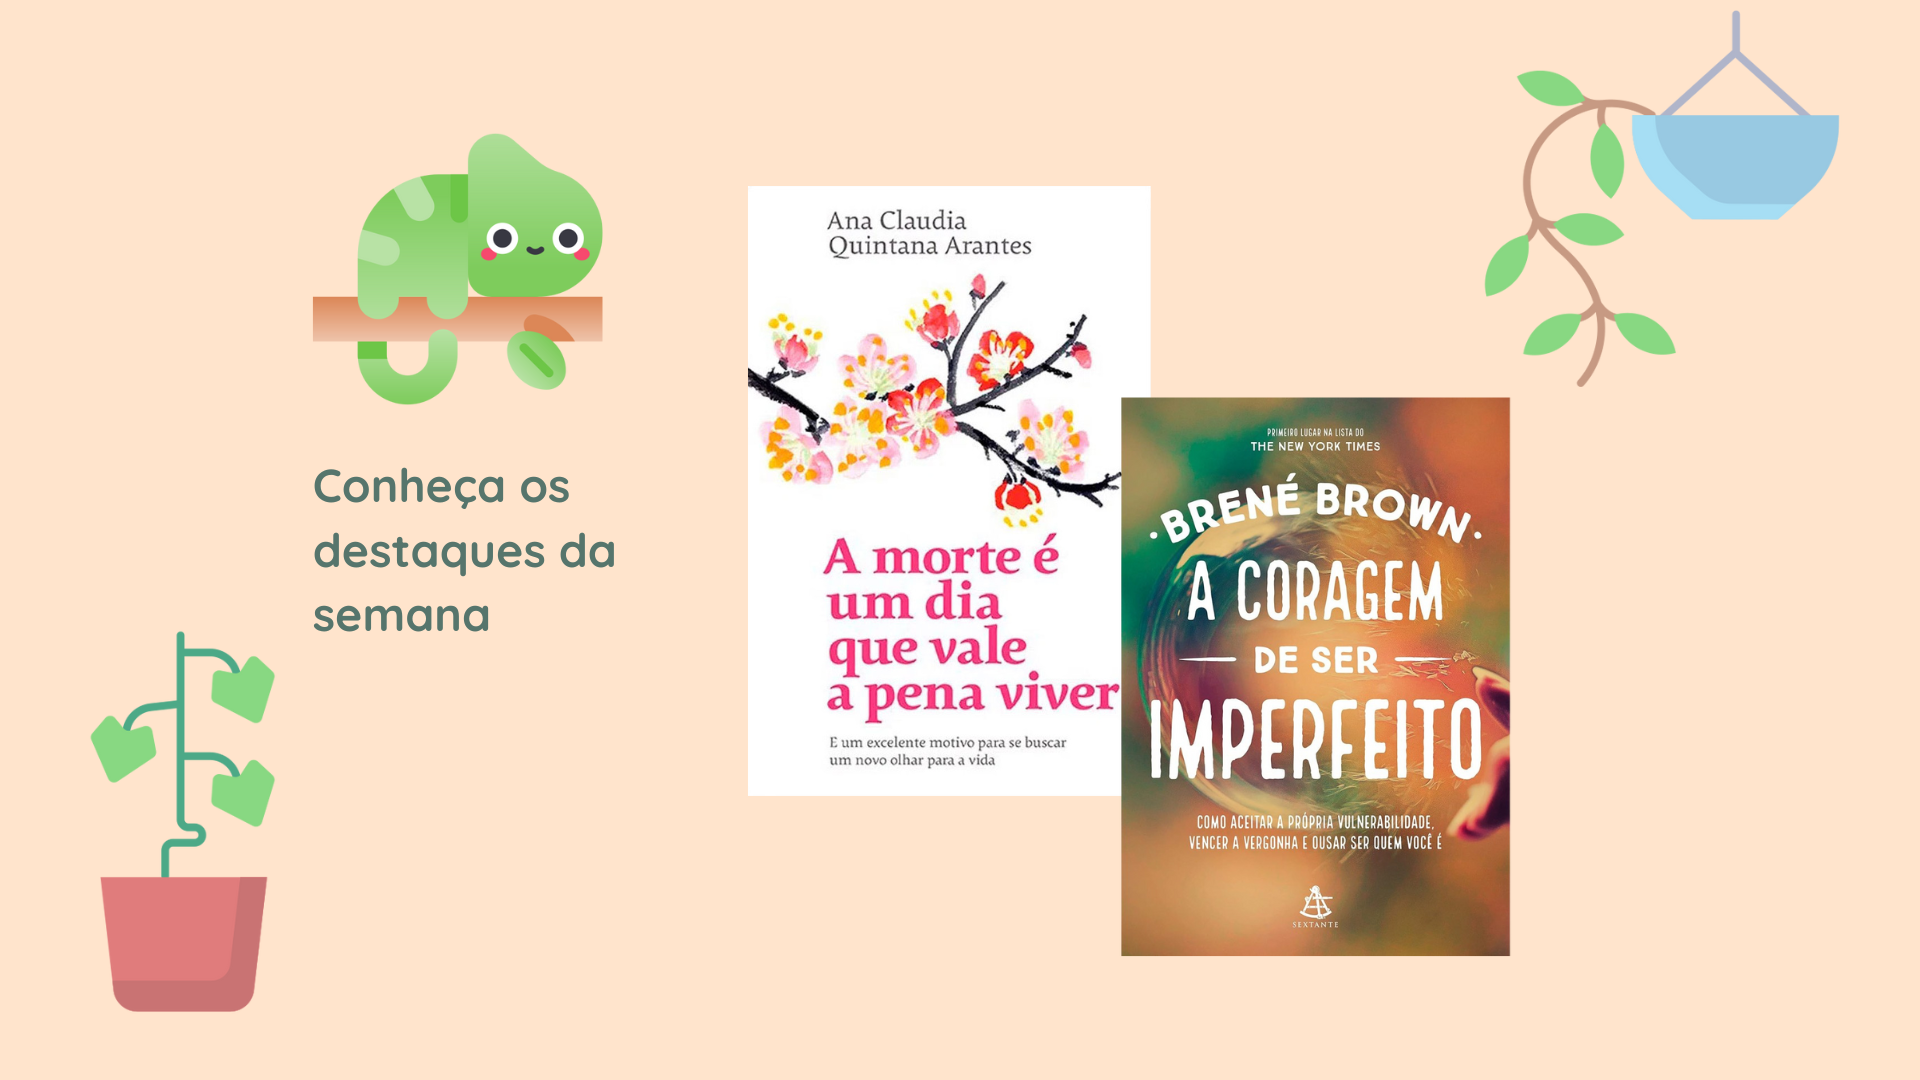 Conheça os
destaques da
semana
Ana Claudia
Quintana Arantes
A morte é
um dia
que vale
a pena viver
E um excelente motivo para se buscar
um novo olhar para a vida
PRIMEIRO LUGAR NA LISTA DO
THE NEW YORK TIMES
·BRENÉ BROWN·
A CORAGEM
DE SER
IMPERFEITO
COMO ACEITAR A PRÓPRIA VULNERABILIDADE,
VENCER A VERGONHA E OUSAR SER QUEM VOCÊ É
SEXTANTE